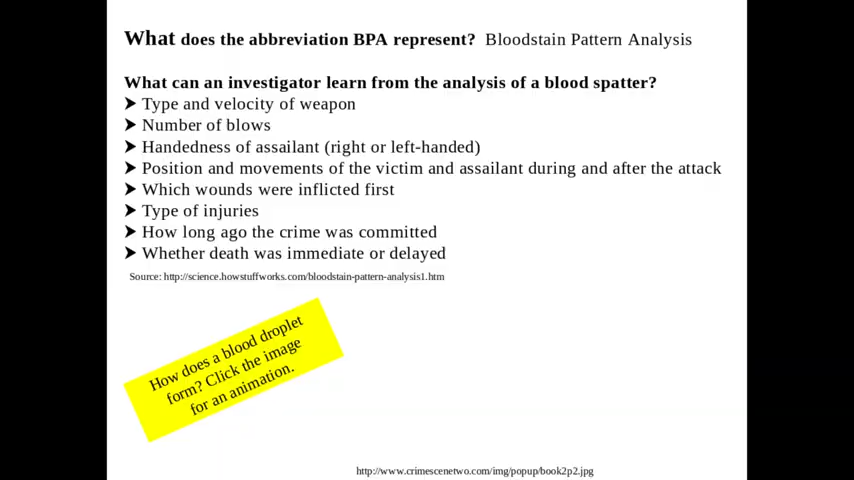 What does the abbreviation BPA represent? Bloodstain Pattern Analysis
What can an investigator learn from the analysis of a blood spatter?
➤ Type and velocity of weapon
➤ Number of blows
➤ Handedness of assailant (right or left-handed)
➤ Position and movements of the victim and assailant during and after the attack
➤ Which wounds were inflicted first
➤ Type of injuries
➤ How long ago the crime was committed
➤ Whether death was immediate or delayed
Source: http://science.howstuffworks.com/bloodstain-pattern-analysis1.htm
How does a blood droplet
form? Click the image
for an animation.
http://www.crimescenetwo.com/img/popup/book2p2.jpg